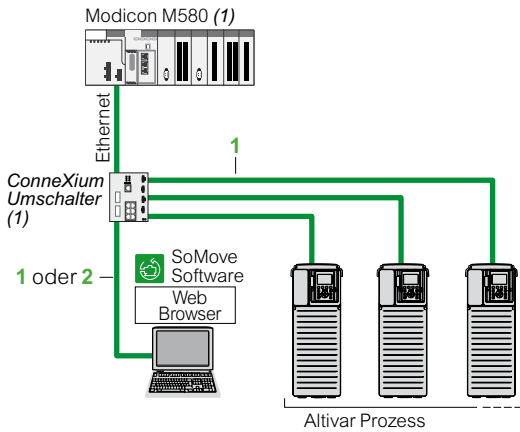 Modicon M580 (1)
Ethernet
1
ConneXium
Umschalter
(1)
1 oder 2
SoMove
Software
Web
Browser
Altivar Prozess